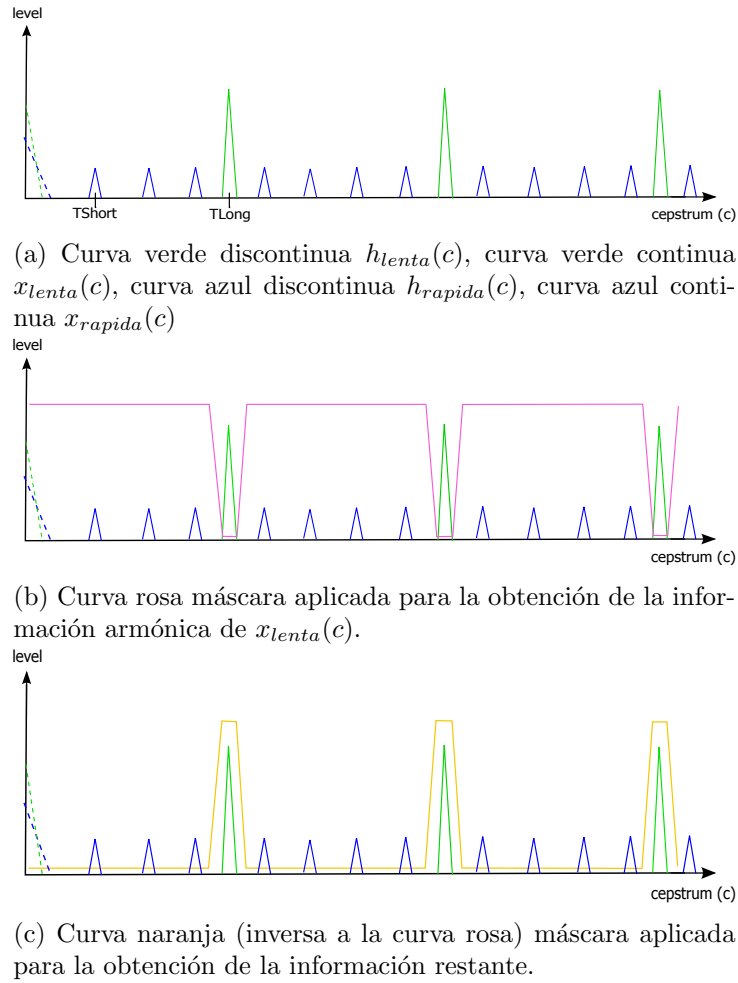 level
TShort
TLong
cepstrum (c)
(a) Curva verde discontinua h_{lenta}(c), curva verde continua
x_{lenta}(c), curva azul discontinua h_{rapida}(c), curva azul conti-
nua x_{rapida}(c)
level
cepstrum (c)
(b) Curva rosa máscara aplicada para la obtención de la infor-
mación armónica de x_{lenta}(c).
level
cepstrum (c)
(c) Curva naranja (inversa a la curva rosa) máscara aplicada
para la obtención de la información restante.